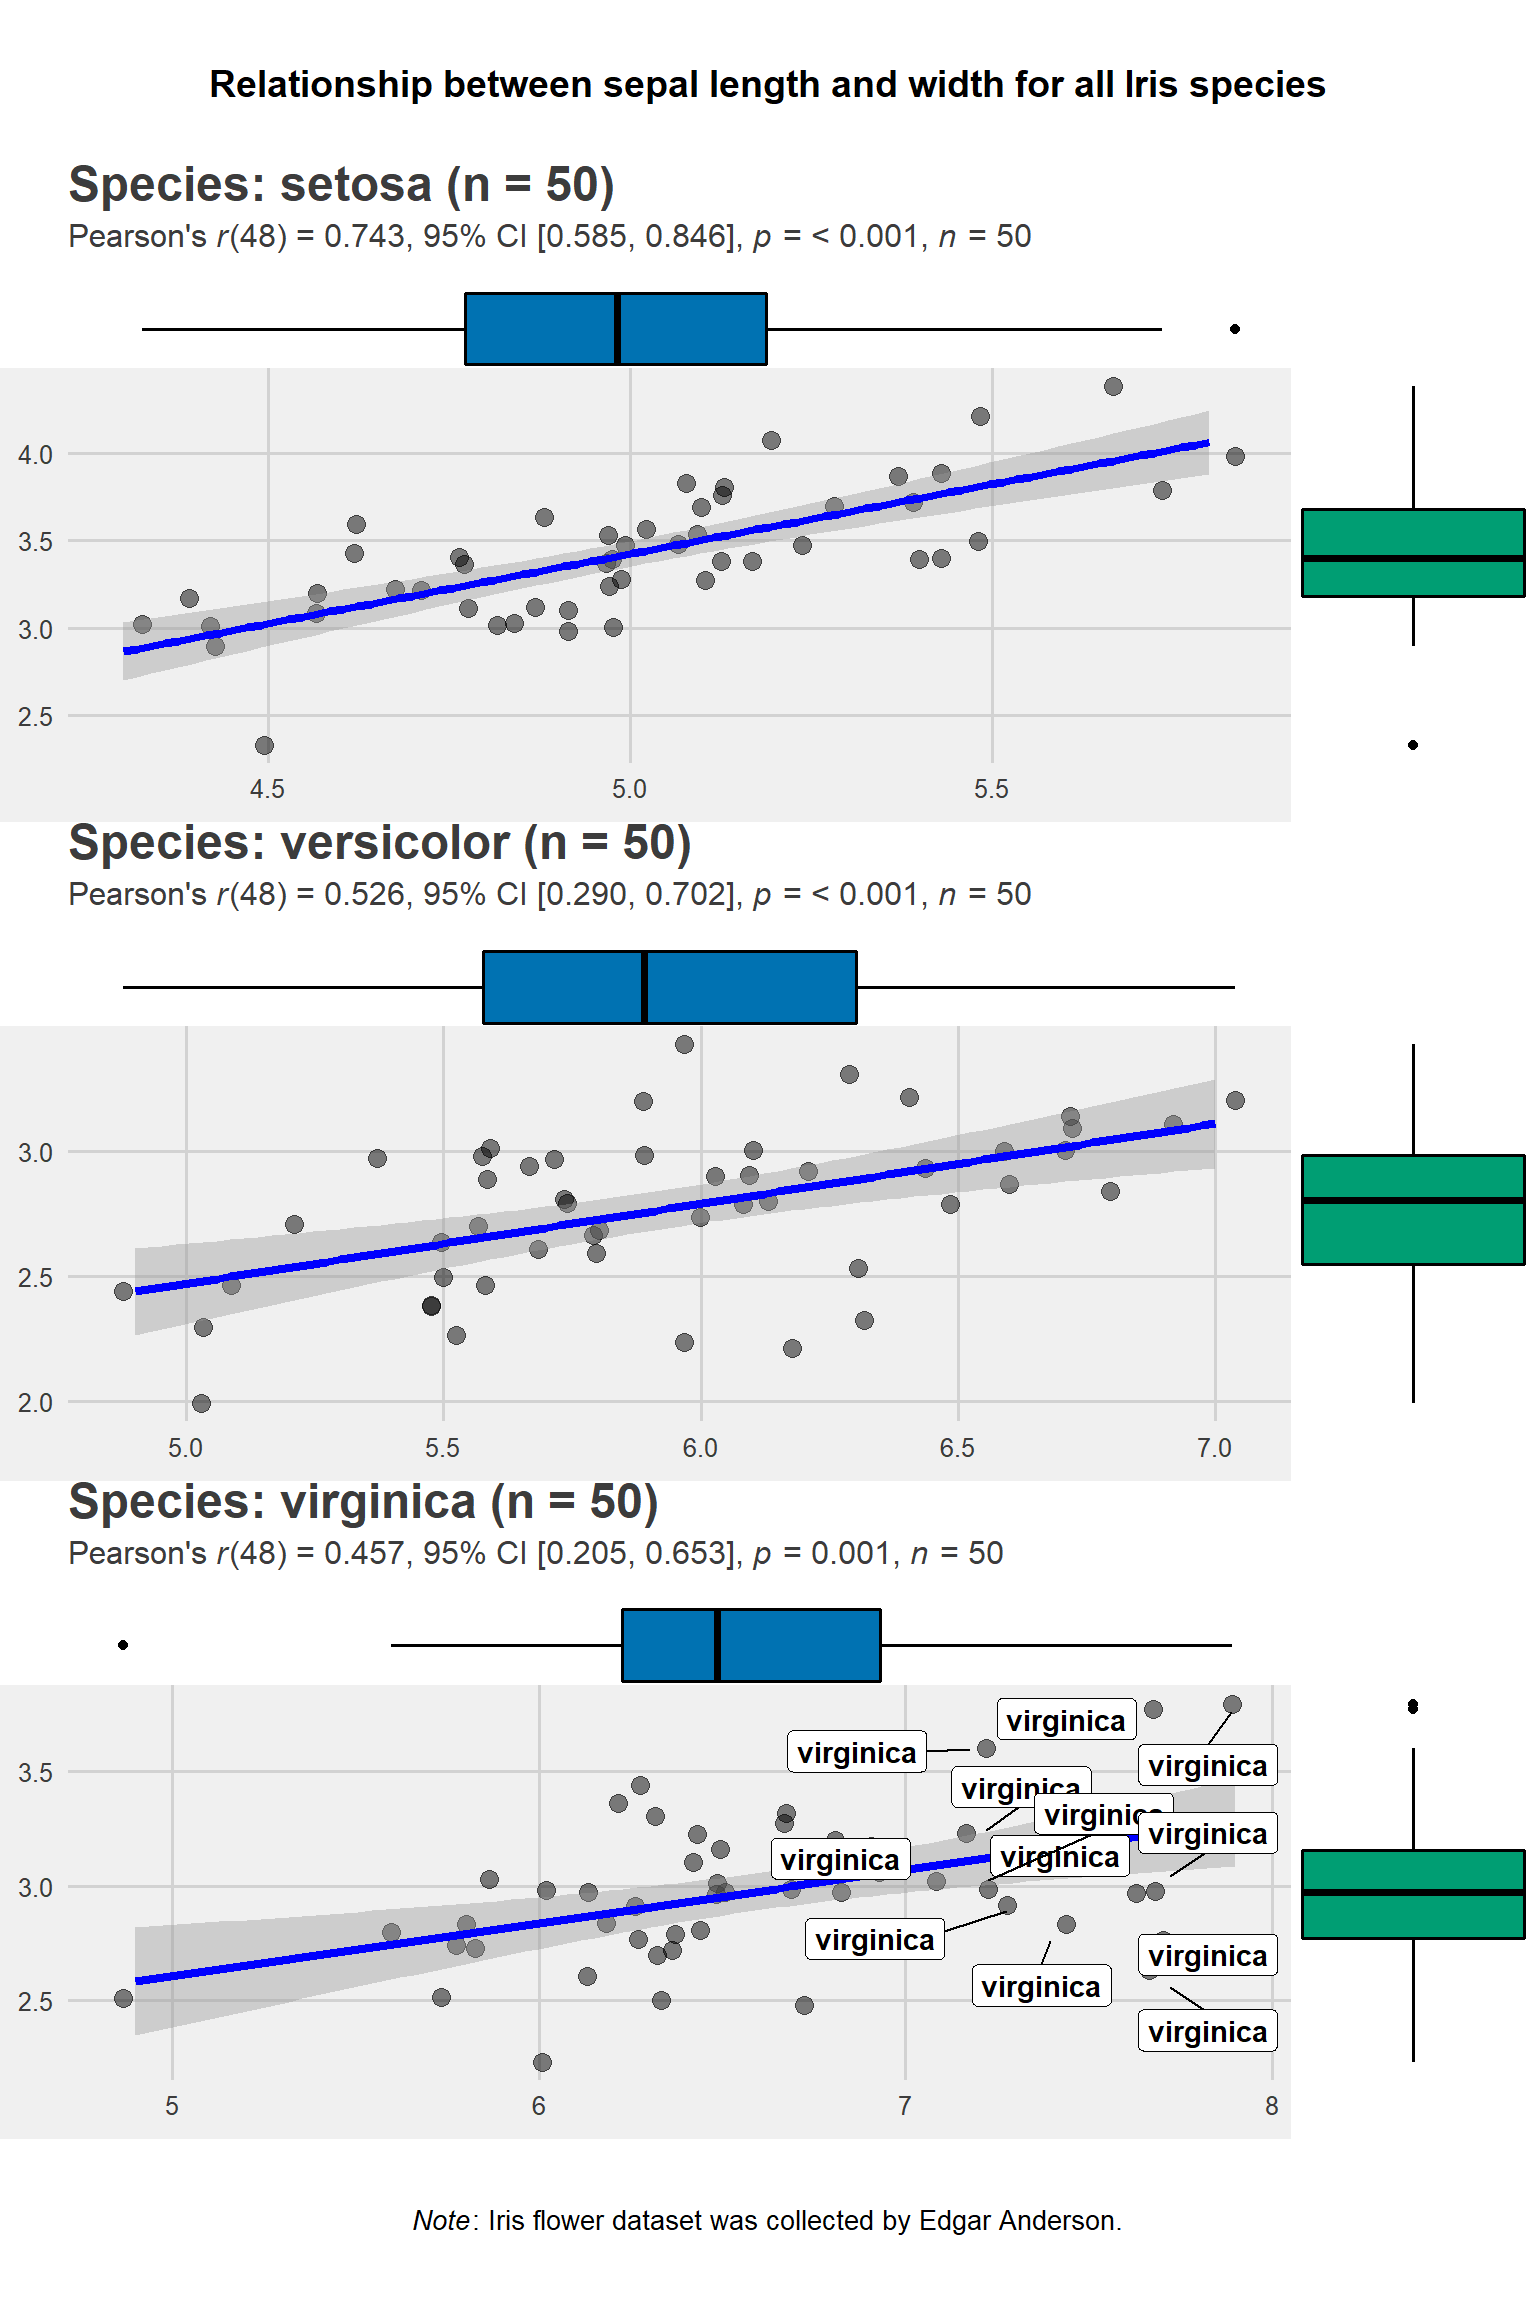 Relationship between sepal length and width for all Iris species
Species: setosa (n = 50)
Pearson's r(48) = 0.743, 95% CI [0.585, 0.846], p = < 0.001, n = 50
4.0
3.5
3.0
2.5
4.5 5.0 5.5
Species: versicolor (n = 50)
Pearson's r(48) = 0.526, 95% CI [0.290, 0.702], p = < 0.001, n = 50
3.0
2.5
2.0
5.0 5.5 6.0 6.5 7.0
Species: virginica (n = 50)
Pearson's r(48) = 0.457, 95% CI [0.205, 0.653], p = 0.001, n = 50
virginica
virginica
virginica
3.5
virginica
virginica
virginica
virginica
virginica
3.0
virginica
virginica
virginica
2.5
virginica
5 6 7 8
Note: Iris flower dataset was collected by Edgar Anderson.